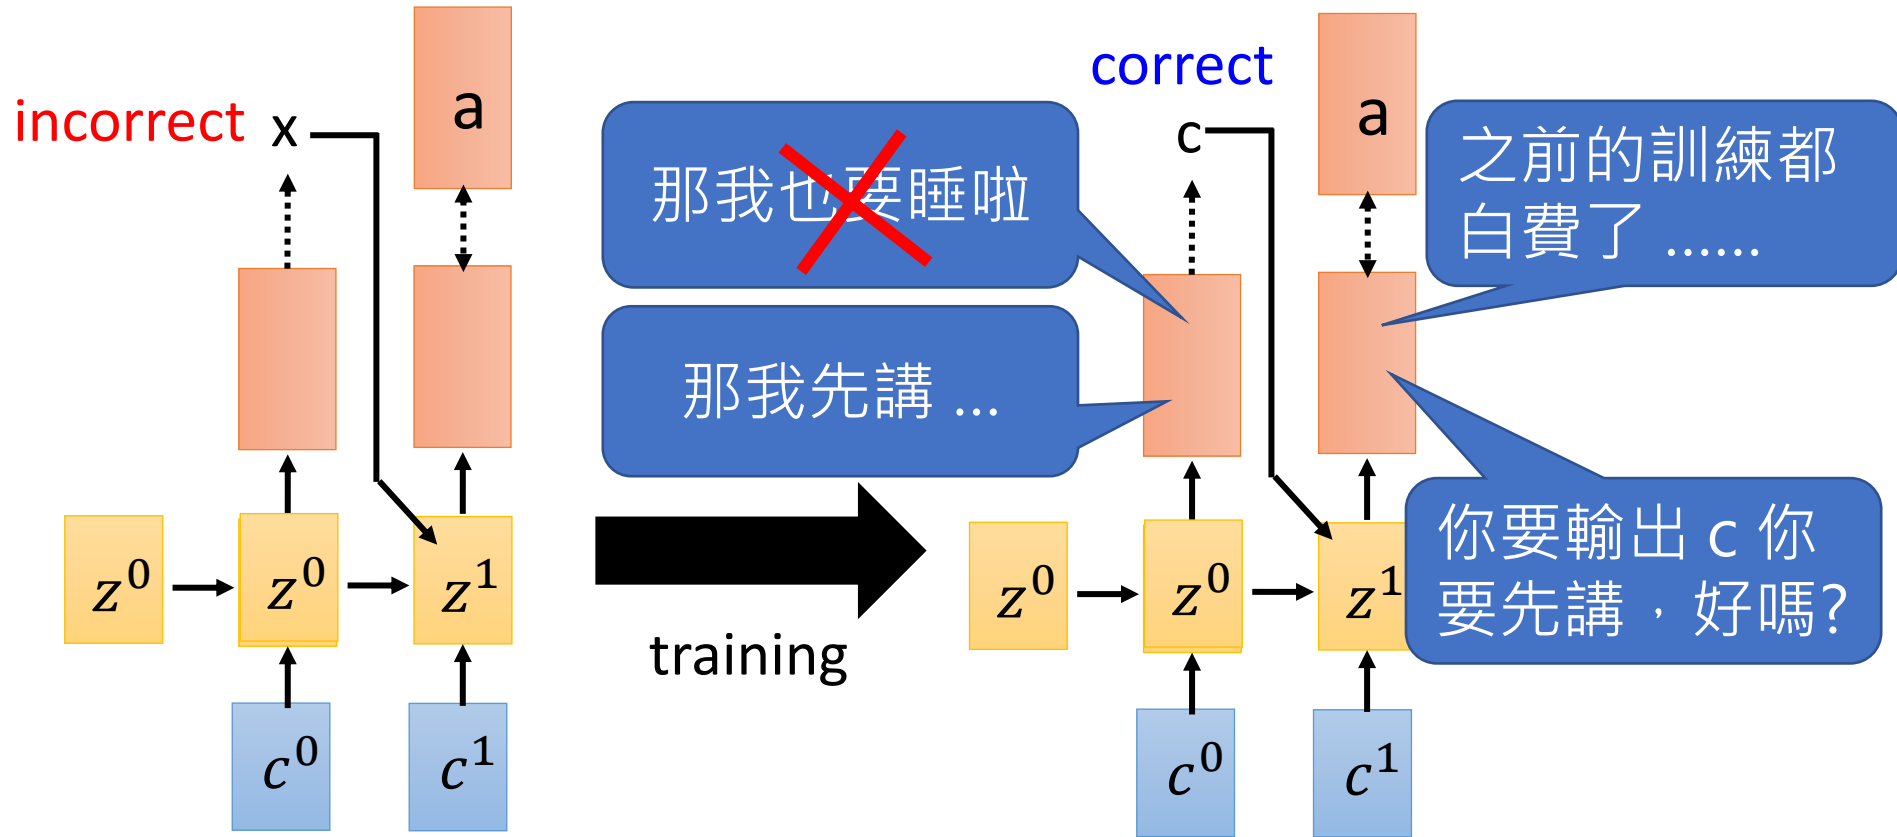 incorrect
x
a
z⁰
z⁰
z¹
c⁰
c¹
training
那我也要睡啦
那我先講 ...
correct
c
a
之前的訓練都
白費了 ......
你要輸出 c 你
要先講,好嗎?
z⁰
z⁰
z¹
c⁰
c¹